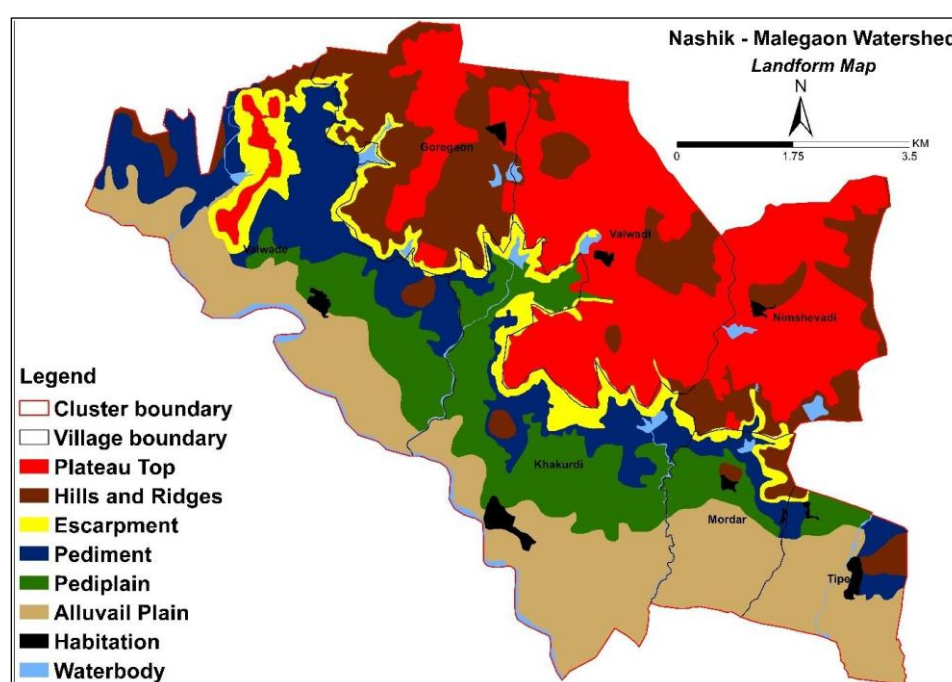 Nashik - Malegaon Watershed
Landform Map
N
KM
0
1.75
3.5
Goregaon
Valwadi
Valwade
Nimshevadi
Khakurdi
Mordar
Tipe
Legend
Cluster boundary
Village boundary
Plateau Top
Hills and Ridges
Escarpment
Pediment
Pediplain
Alluvail Plain
Habitation
Waterbody